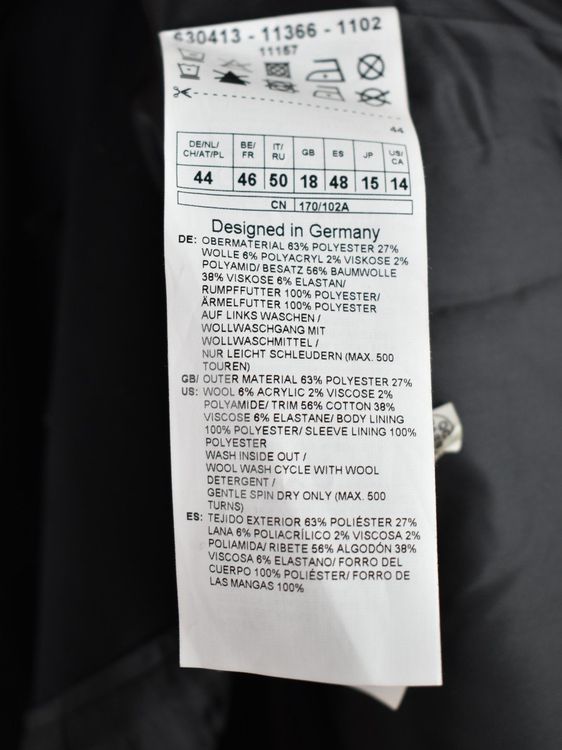 630413 - 11366 - 1102
11157
44
DE/NL/ CH/AT/PL BE/ FR IT/ RU GB ES JP US/ CA
44 46 50 18 48 15 14
CN 170/102A
Designed in Germany
DE: OBERMATERIAL 63% POLYESTER 27%
WOLLE 6% POLYACRYL 2% VISKOSE 2%
POLYAMID/ BESATZ 56% BAUMWOLLE
38% VISKOSE 6% ELASTAN/
RUMPFFUTTER 100% POLYESTER/
ÄRMELFUTTER 100% POLYESTER
AUF LINKS WASCHEN /
WOLLWASCHGANG MIT
WOLLWASCHMITTEL /
NUR LEICHT SCHLEUDERN (MAX. 500
TOUREN)
GB/ OUTER MATERIAL 63% POLYESTER 27%
US: WOOL 6% ACRYLIC 2% VISCOSE 2%
POLYAMIDE/ TRIM 56% COTTON 38%
VISCOSE 6% ELASTANE/ BODY LINING
100% POLYESTER/ SLEEVE LINING 100%
POLYESTER
WASH INSIDE OUT /
WOOL WASH CYCLE WITH WOOL
DETERGENT /
GENTLE SPIN DRY ONLY (MAX. 500
TURNS)
ES: TEJIDO EXTERIOR 63% POLIÉSTER 27%
LANA 6% POLIACRÍLICO 2% VISCOSA 2%
POLIAMIDA/ RIBETE 56% ALGODÓN 38%
VISCOSA 6% ELASTANO/ FORRO DEL
CUERPO 100% POLIÉSTER/ FORRO DE
LAS MANGAS 100%